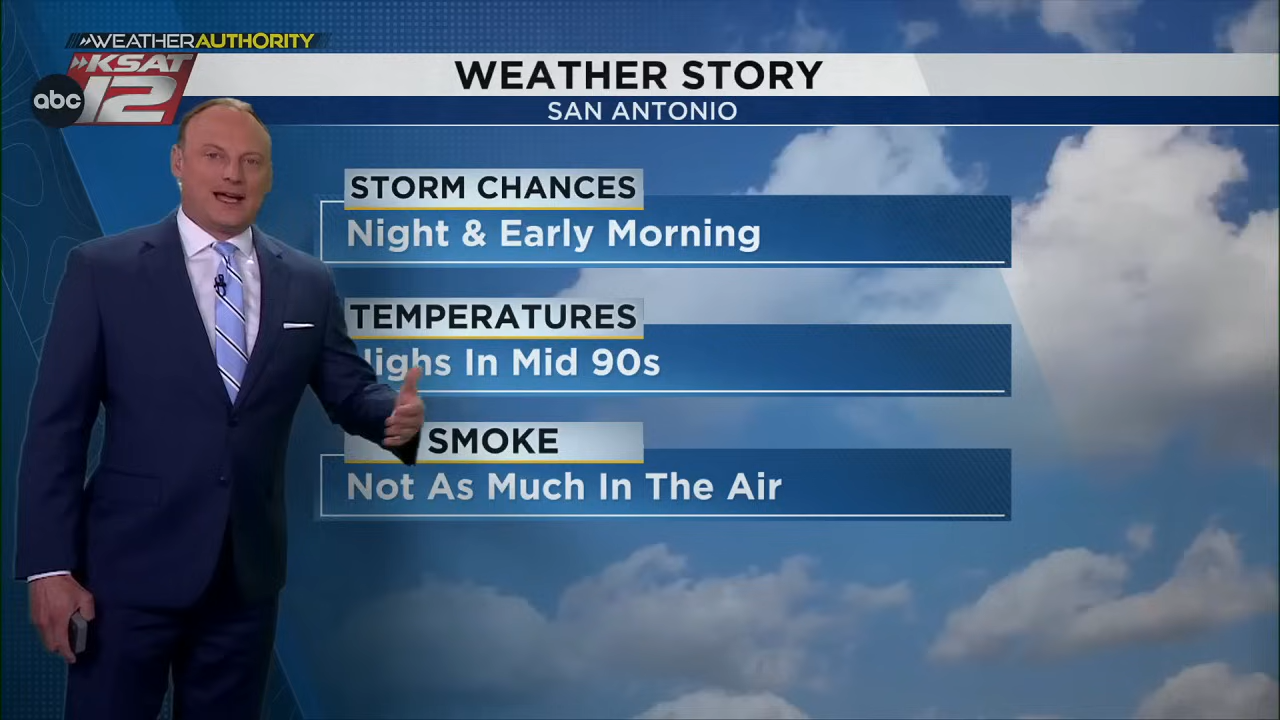 WEATHERAUTHORITY
KSAT
abc 12
WEATHER STORY
SAN ANTONIO
STORM CHANCES
Night & Early Morning
TEMPERATURES
Highs In Mid 90s
SMOKE
Not As Much In The Air